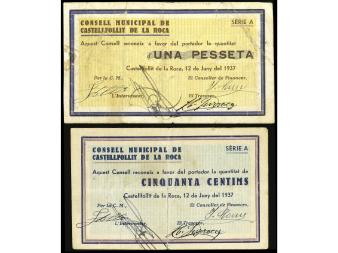 CONSELL MUNICIPAL DE
CASTELLFOLLIT DE LA ROCA
SÈRIE A
Aquest Consell reconeix a favor del portador la quantitat
d'UNA PESSETA
Castellfollit de la Roca, 12 de Juny del 1937
Per la C. M.
El Conseller de Finances,
L'Interventor,
El Tresorer,
CONSELL MUNICIPAL DE
CASTELLFOLLIT DE LA ROCA
SÈRIE A
Aquest Consell reconeix a favor del portador la quantitat de
CINQUANTA CENTIMS
Castellfollit de la Roca, 12 de Juny del 1937
Per la C. M.
El Conseller de Finances,
L'Interventor,
El Tresorer,